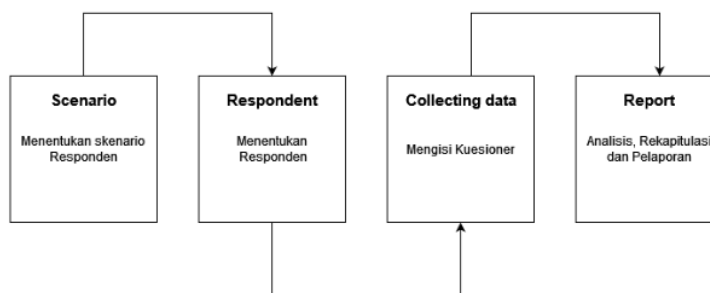 Scenario
Menentukan skenario
Responden
Respondent
Menentukan
Responden
Collecting data
Mengisi Kuesioner
Report
Analisis, Rekapitulasi
dan Pelaporan